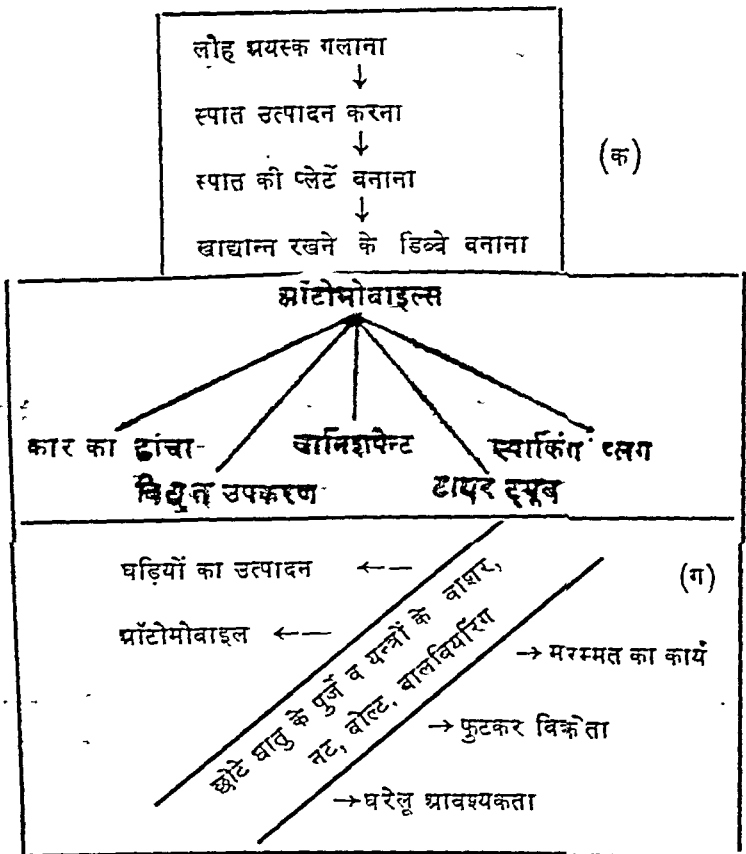 लोह अयस्क गलाना
↓
स्पात उत्पादन करना
↓
स्पात की प्लेटें बनाना
↓
खाद्यान्न रखने के डिब्बे बनाना
(क)
ऑटोमोबाइल्स
कार का ढांचा
वार्निशपेन्ट
स्पार्किंग प्लग
विद्युत उपकरण
टायर ट्यूब
घड़ियों का उत्पादन ←—
(ग)
ऑटोमोबाइल ←—
छोटे धातु के पुर्जे व यन्त्रों के वाशर,
नट, वोल्ट, वालवियरिंग
→ मरम्मत का कार्य
→ फुटकर विक्रेता
→ घरेलू आवश्यकता